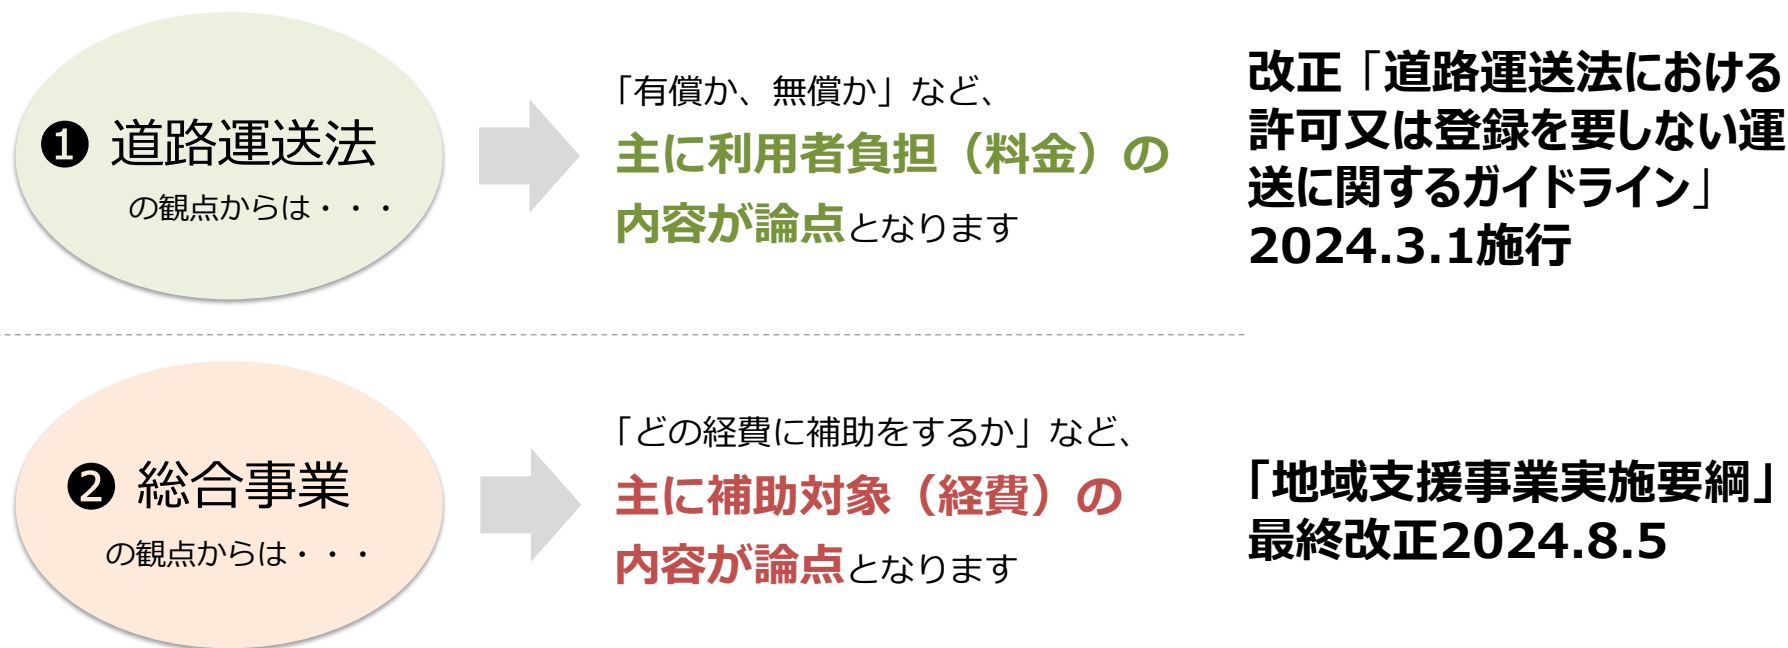 ❶ 道路運送法
の観点からは・・・
「有償か、無償か」など、
主に利用者負担（料金）の
内容が論点となります
改正「道路運送法における
許可又は登録を要しない運
送に関するガイドライン」
2024.3.1施行
❷ 総合事業
の観点からは・・・
「どの経費に補助をするか」など、
主に補助対象（経費）の
内容が論点となります
「地域支援事業実施要綱」
最終改正2024.8.5